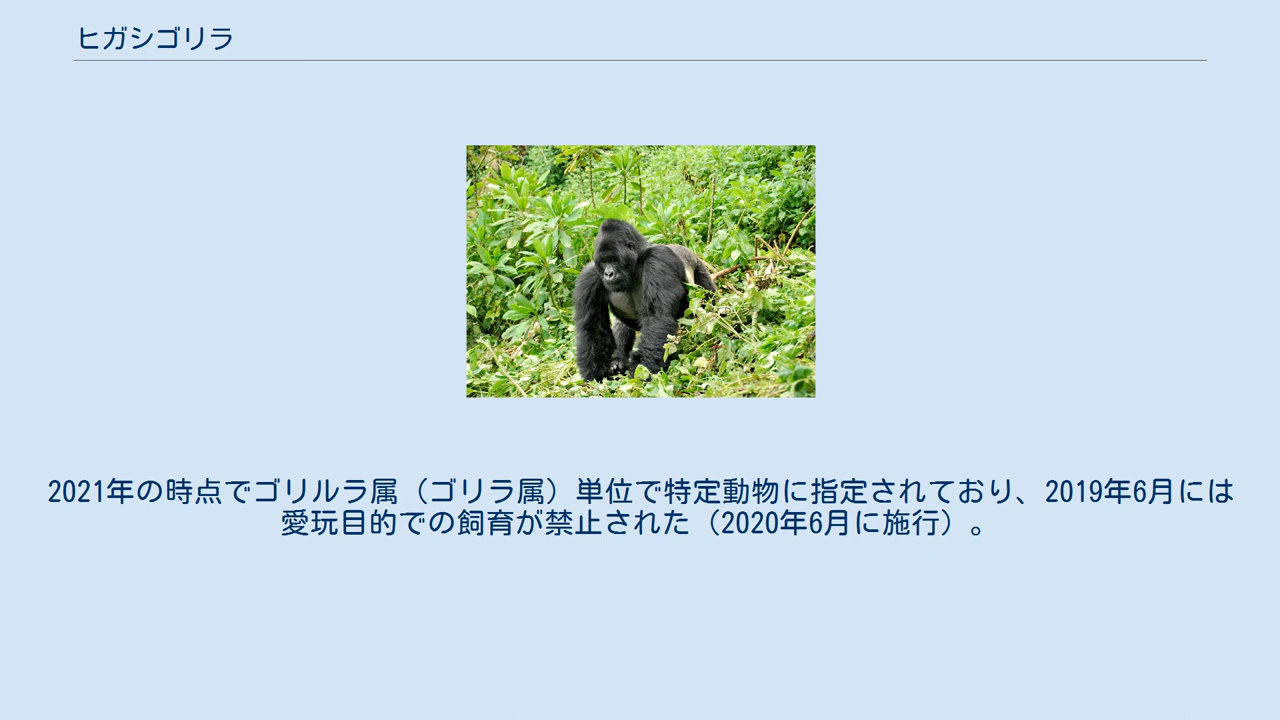 ヒガシゴリラ
2021年の時点でゴリルラ属（ゴリラ属）単位で特定動物に指定されており、2019年6月には
愛玩目的での飼育が禁止された（2020年6月に施行）。